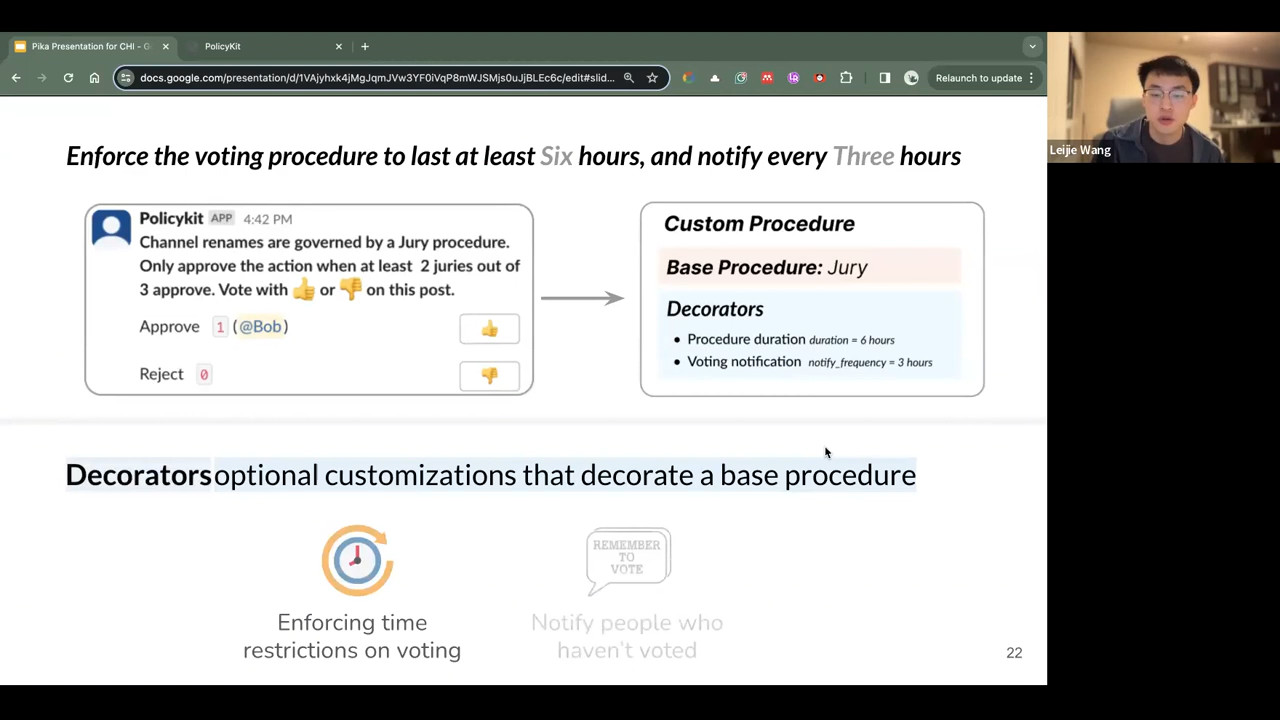 Pika Presentation for CHI - G
PolicyKit
docs.google.com/presentation/d/1VAjyhxk4jMgJqmJVw3YF0iVqP8mWJSMjs0uJjBLEc6c/edit#slid...
Relaunch to update
Leijie Wang
Enforce the voting procedure to last at least Six hours, and notify every Three hours
Policykit APP 4:42 PM
Channel renames are governed by a Jury procedure.
Only approve the action when at least 2 juries out of
3 approve. Vote with 👍 or 👎 on this post.
Approve 1 (@Bob)
Reject 0
Custom Procedure
Base Procedure: Jury
Decorators
• Procedure duration duration = 6 hours
• Voting notification notify_frequency = 3 hours
Decorators optional customizations that decorate a base procedure
REMEMBER
TO
VOTE
Enforcing time
restrictions on voting
Notify people who
haven't voted
22